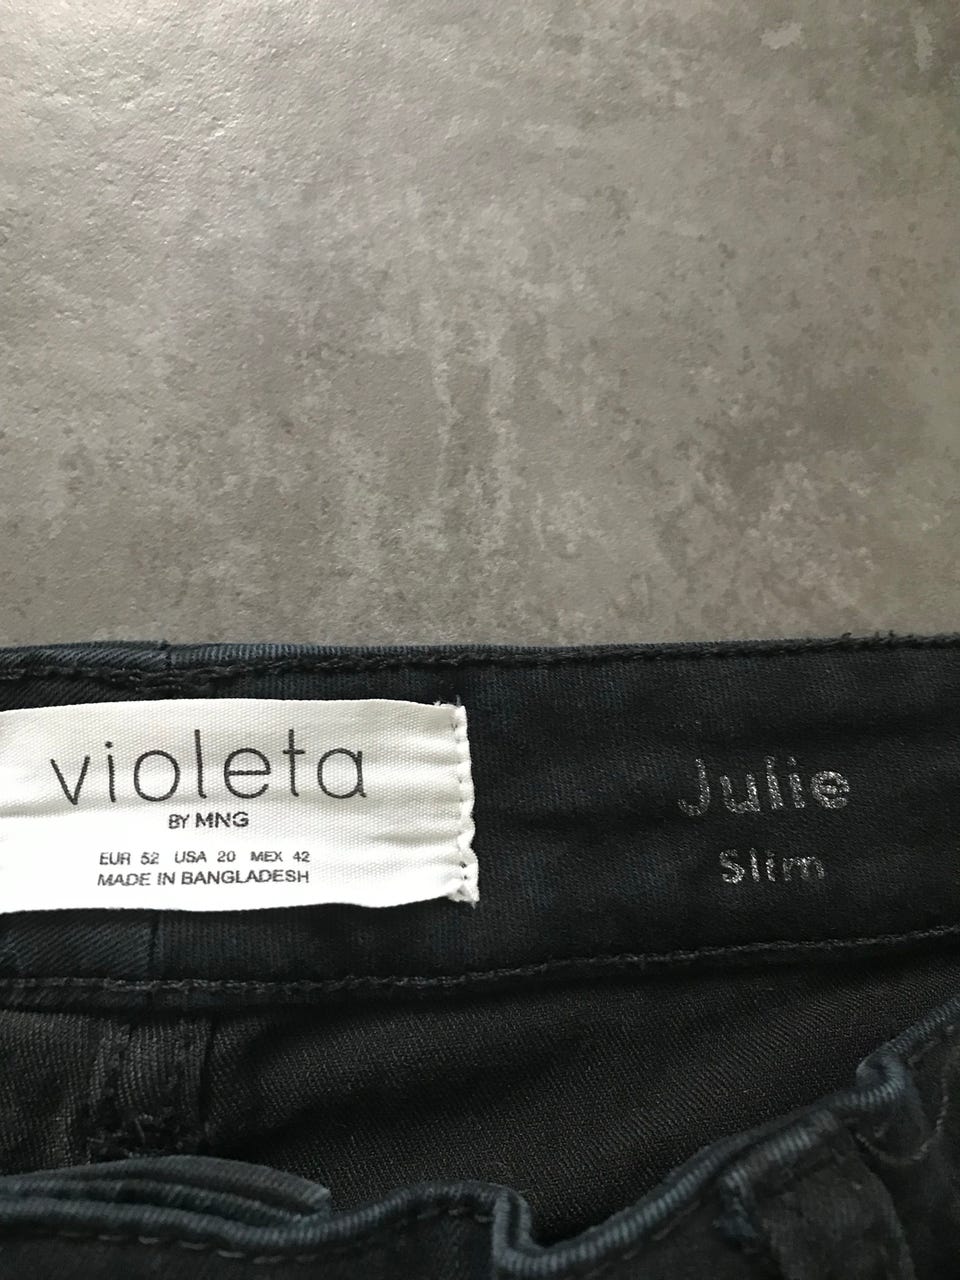 violeta
BY MNG
EUR 52 USA 20 MEX 42
MADE IN BANGLADESH
Julie
Slim